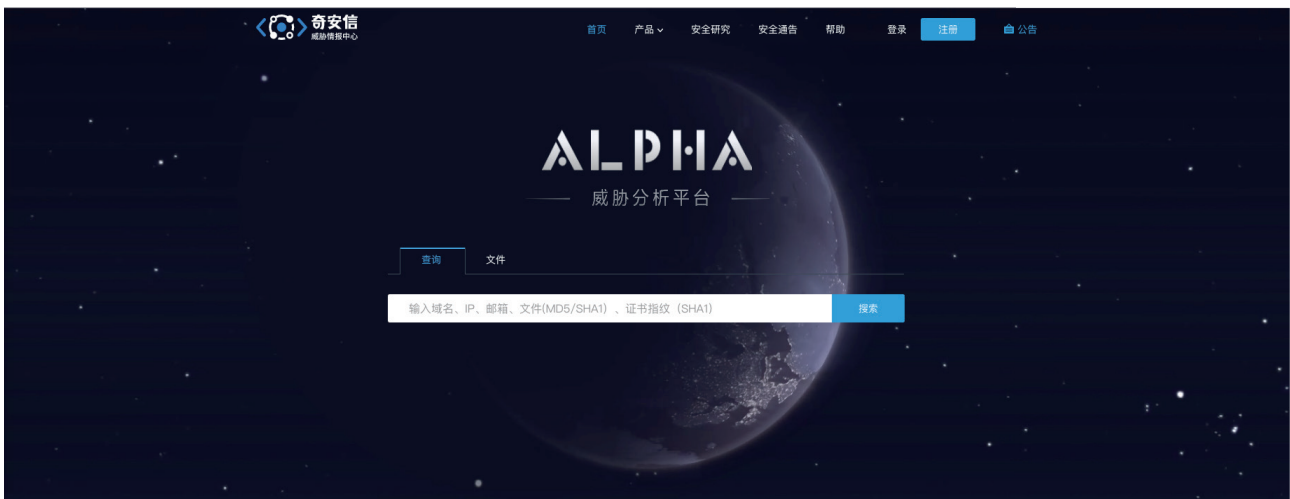 奇安信
威胁情报中心
首页 产品 安全研究 安全通告 帮助 登录 注册 公告
ALPHA
威胁分析平台
查询 文件
输入域名、IP、邮箱、文件(MD5/SHA1) 、证书指纹 (SHA1) 搜索